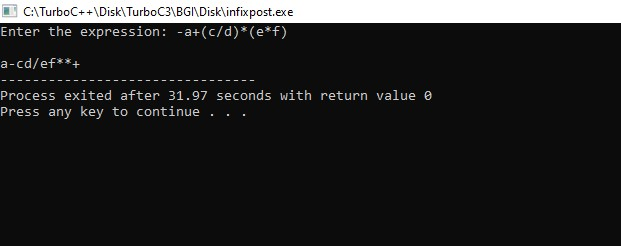 C:\TurboC++\Disk\TurboC3\BGI\Disk\infixpost.exe
Enter the expression: -a+(c/d)*(e*f)
a-cd/ef**+
--------------------------------
Process exited after 31.97 seconds with return value 0
Press any key to continue . . .